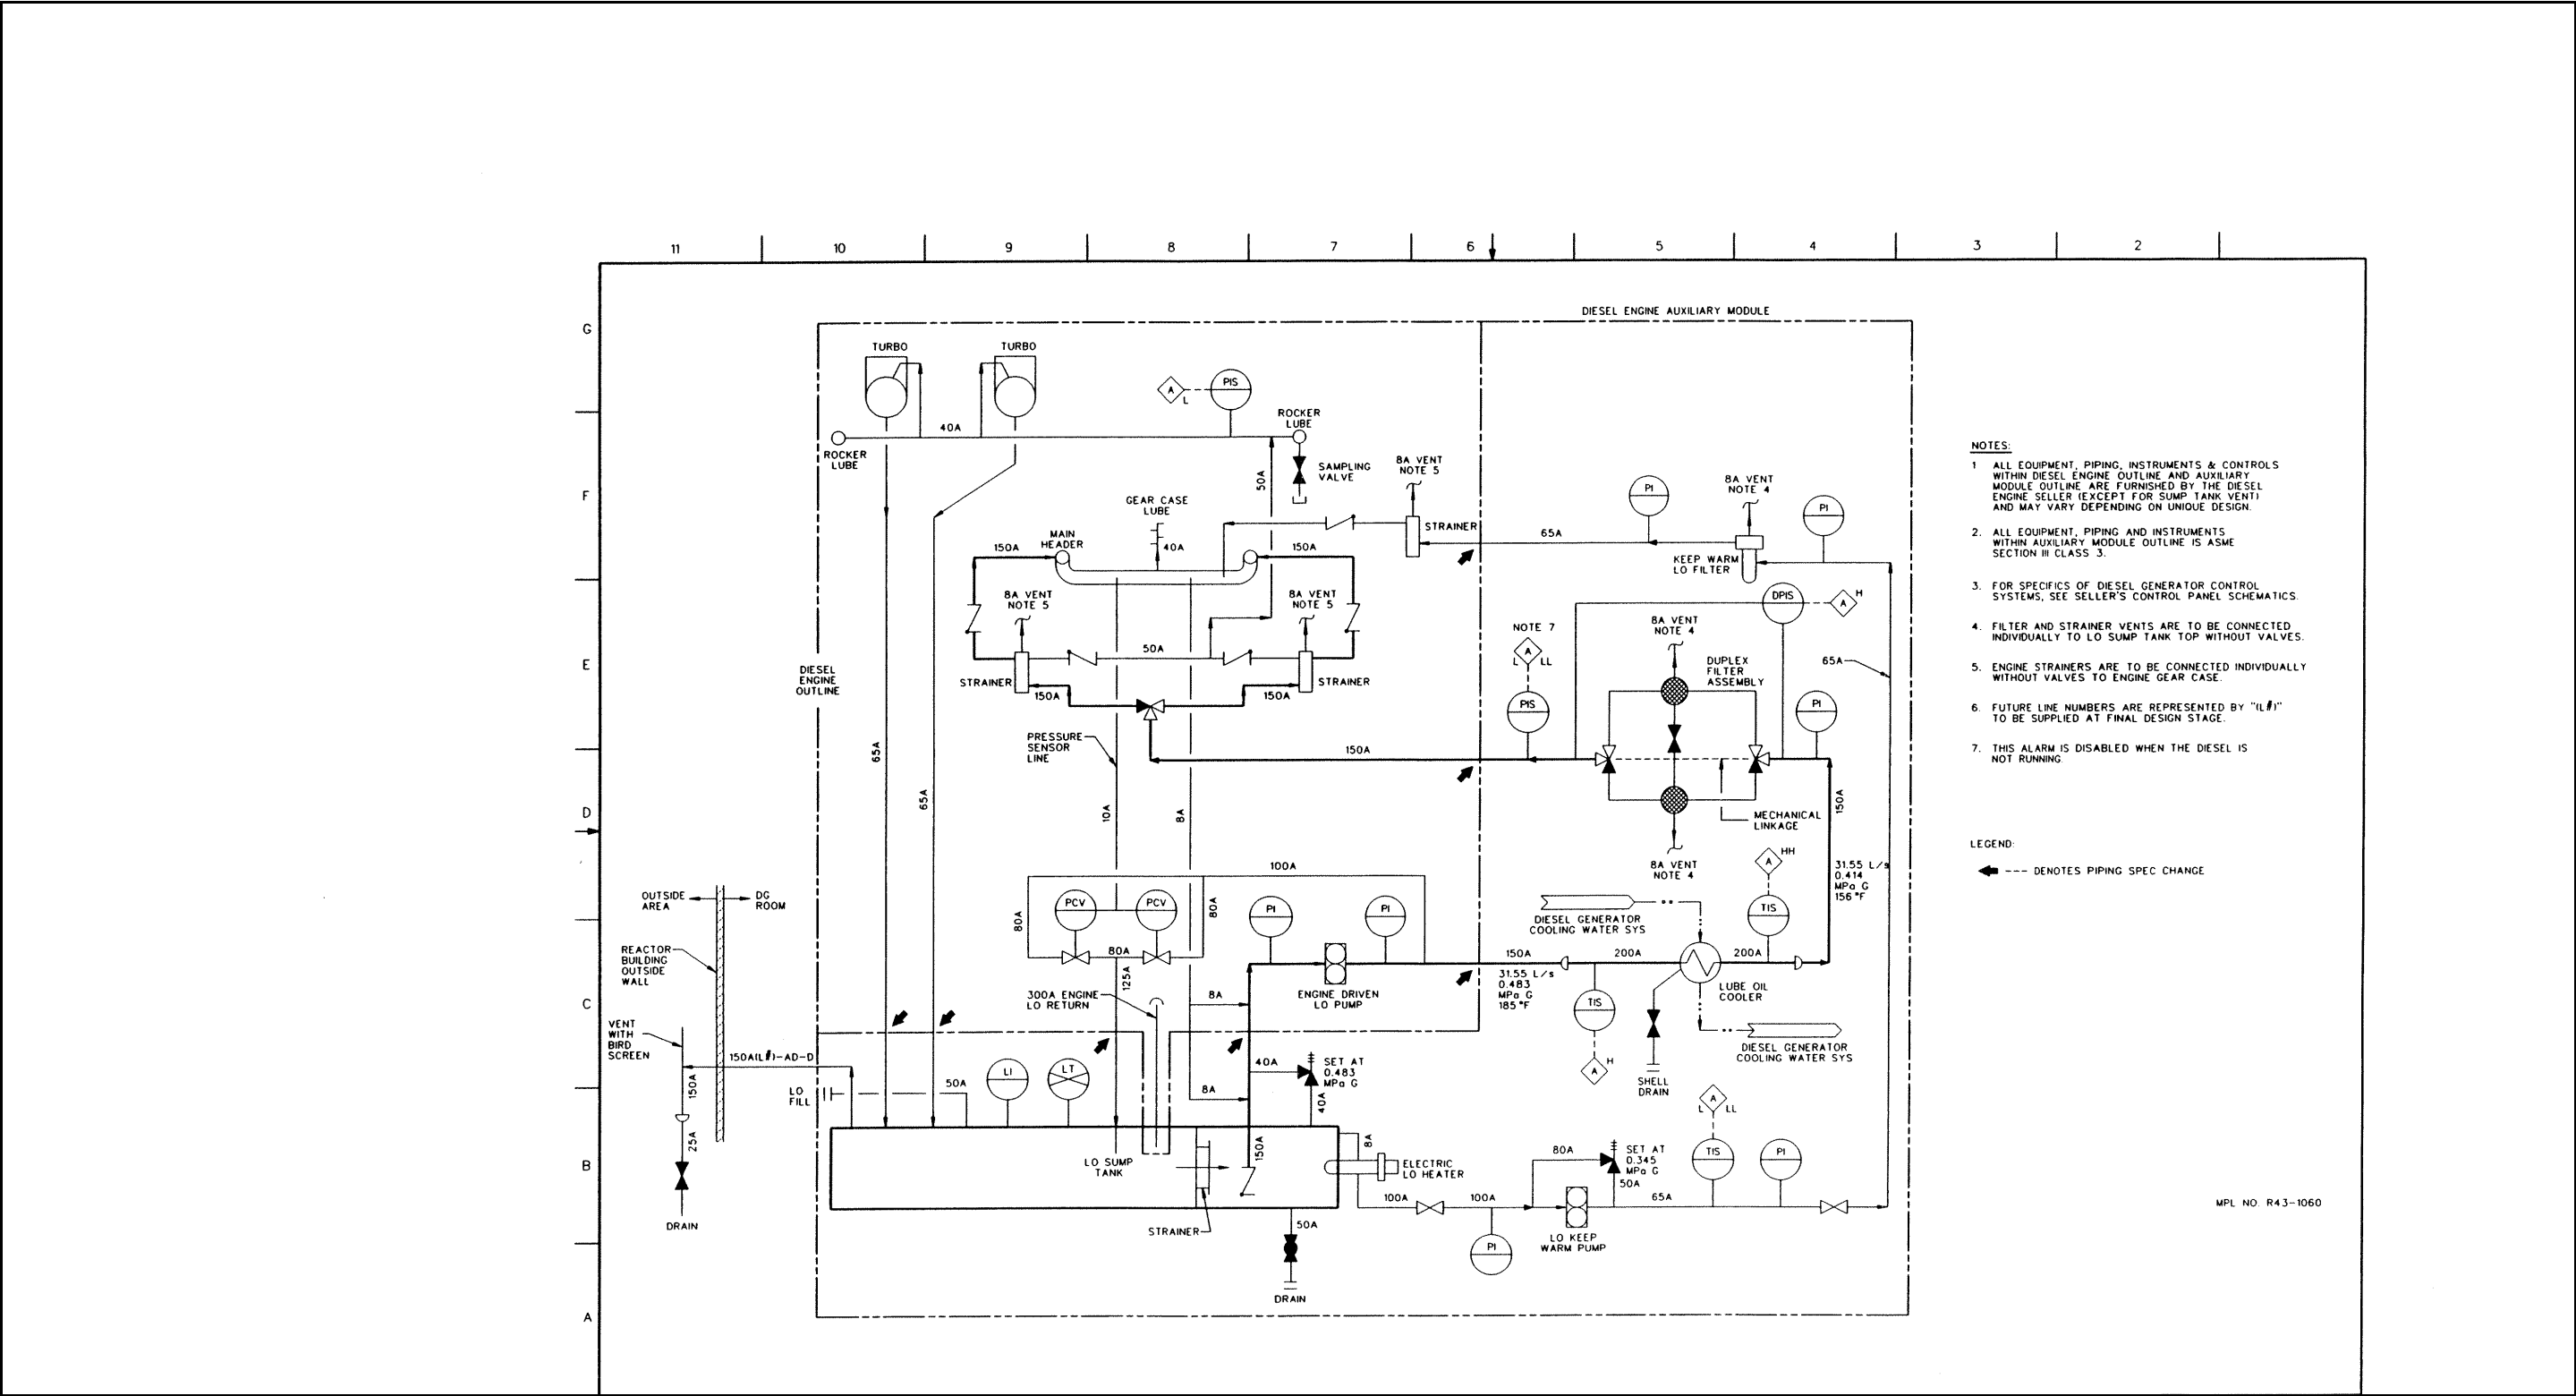 11 10 9 8 7 6 5 4 3 2
G
F
E
D
C
B
A
DIESEL ENGINE AUXILIARY MODULE
TURBO
TURBO
A
L
PIS
40A
ROCKER
LUBE
ROCKER
LUBE
SAMPLING
VALVE
50A
8A VENT
NOTE 5
STRAINER
GEAR CASE
LUBE
40A
MAIN
HEADER
150A
150A
8A VENT
NOTE 5
8A VENT
NOTE 5
50A
STRAINER
STRAINER
150A
150A
DIESEL
ENGINE
OUTLINE
65A
65A
PRESSURE
SENSOR
LINE
10A
8A
150A
PI
8A VENT
NOTE 4
PI
65A
KEEP WARM
LO FILTER
DPIS
A
H
NOTE 7
A
L
LL
PIS
8A VENT
NOTE 4
DUPLEX
FILTER
ASSEMBLY
65A
PI
MECHANICAL
LINKAGE
150A
8A VENT
NOTE 4
31.55 L/s
0.414
MPa G
156 °F
100A
80A
PCV
PCV
80A
80A
125A
PI
PI
ENGINE DRIVEN
LO PUMP
150A
31.55 L/s
0.483
MPa G
185 °F
DIESEL GENERATOR
COOLING WATER SYS
A
HH
TIS
200A
200A
LUBE OIL
COOLER
TIS
A
H
SHELL
DRAIN
DIESEL GENERATOR
COOLING WATER SYS
OUTSIDE
AREA
DG
ROOM
REACTOR
BUILDING
OUTSIDE
WALL
VENT
WITH
BIRD
SCREEN
150A(L#)-AD-D
150A
25A
DRAIN
LO
FILL
50A
LI
LT
300A ENGINE
LO RETURN
8A
8A
40A
SET AT
0.483
MPa G
40A
LO SUMP
TANK
150A
STRAINER
50A
DRAIN
8A
ELECTRIC
LO HEATER
100A
100A
PI
80A
SET AT
0.345
MPa G
50A
LO KEEP
WARM PUMP
65A
A
L
LL
TIS
PI
NOTES:
1 ALL EQUIPMENT, PIPING, INSTRUMENTS & CONTROLS
WITHIN DIESEL ENGINE OUTLINE AND AUXILIARY
MODULE OUTLINE ARE FURNISHED BY THE DIESEL
ENGINE SELLER (EXCEPT FOR SUMP TANK VENT)
AND MAY VARY DEPENDING ON UNIQUE DESIGN.
2. ALL EQUIPMENT, PIPING AND INSTRUMENTS
WITHIN AUXILIARY MODULE OUTLINE IS ASME
SECTION III CLASS 3.
3. FOR SPECIFICS OF DIESEL GENERATOR CONTROL
SYSTEMS, SEE SELLER'S CONTROL PANEL SCHEMATICS.
4. FILTER AND STRAINER VENTS ARE TO BE CONNECTED
INDIVIDUALLY TO LO SUMP TANK TOP WITHOUT VALVES.
5. ENGINE STRAINERS ARE TO BE CONNECTED INDIVIDUALLY
WITHOUT VALVES TO ENGINE GEAR CASE.
6. FUTURE LINE NUMBERS ARE REPRESENTED BY "(L#)"
TO BE SUPPLIED AT FINAL DESIGN STAGE.
7. THIS ALARM IS DISABLED WHEN THE DIESEL IS
NOT RUNNING.
LEGEND:
--- DENOTES PIPING SPEC CHANGE
MPL NO. R43-1060